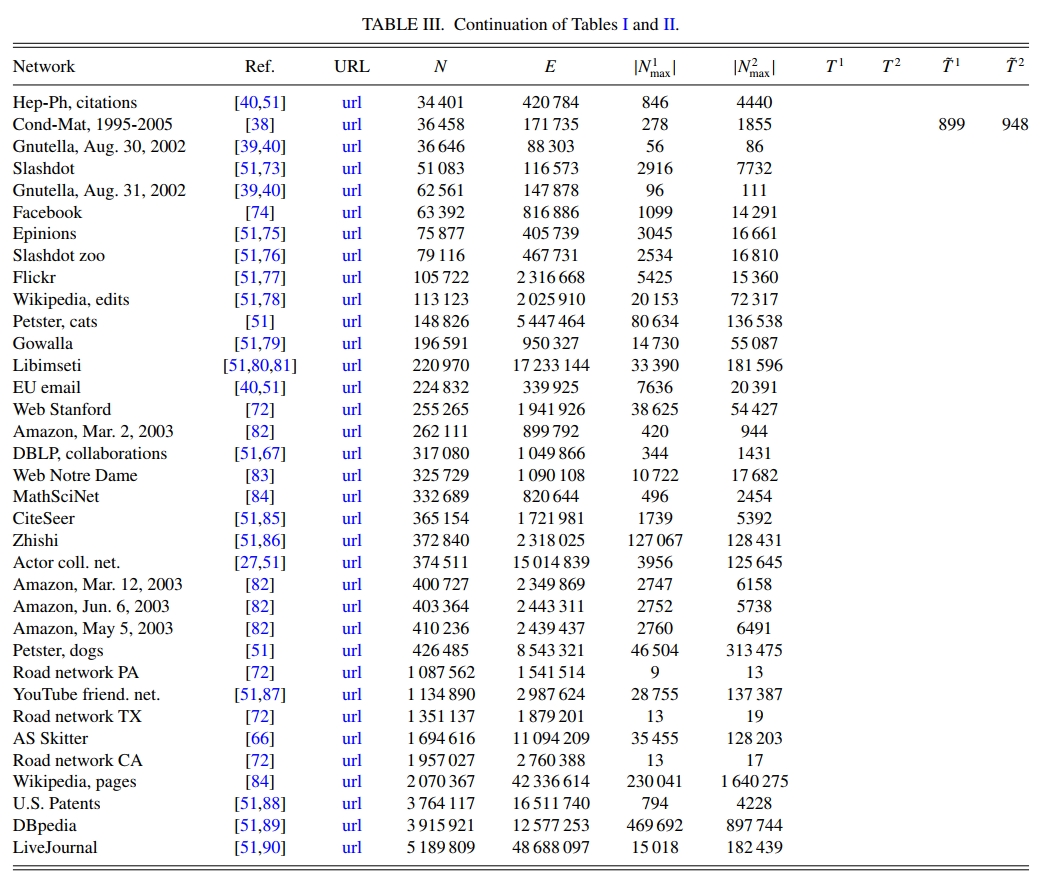 TABLE III. Continuation of Tables I and II.
Network Ref. URL N E |N¹max| |N²max| T¹ T² T̃¹ T̃²
Hep-Ph, citations [40,51] url 34 401 420 784 846 4440
Cond-Mat, 1995-2005 [38] url 36 458 171 735 278 1855 899 948
Gnutella, Aug. 30, 2002 [39,40] url 36 646 88 303 56 86
Slashdot [51,73] url 51 083 116 573 2916 7732
Gnutella, Aug. 31, 2002 [39,40] url 62 561 147 878 96 111
Facebook [74] url 63 392 816 886 1099 14 291
Epinions [51,75] url 75 877 405 739 3045 16 661
Slashdot zoo [51,76] url 79 116 467 731 2534 16 810
Flickr [51,77] url 105 722 2 316 668 5425 15 360
Wikipedia, edits [51,78] url 113 123 2 025 910 20 153 72 317
Petster, cats [51] url 148 826 5 447 464 80 634 136 538
Gowalla [51,79] url 196 591 950 327 14 730 55 087
Libimseti [51,80,81] url 220 970 17 233 144 33 390 181 596
EU email [40,51] url 224 832 339 925 7636 20 391
Web Stanford [72] url 255 265 1 941 926 38 625 54 427
Amazon, Mar. 2, 2003 [82] url 262 111 899 792 420 944
DBLP, collaborations [51,67] url 317 080 1 049 866 344 1431
Web Notre Dame [83] url 325 729 1 090 108 10 722 17 682
MathSciNet [84] url 332 689 820 644 496 2454
CiteSeer [51,85] url 365 154 1 721 981 1739 5392
Zhishi [51,86] url 372 840 2 318 025 127 067 128 431
Actor coll. net. [27,51] url 374 511 15 014 839 3956 125 645
Amazon, Mar. 12, 2003 [82] url 400 727 2 349 869 2747 6158
Amazon, Jun. 6, 2003 [82] url 403 364 2 443 311 2752 5738
Amazon, May 5, 2003 [82] url 410 236 2 439 437 2760 6491
Petster, dogs [51] url 426 485 8 543 321 46 504 313 475
Road network PA [72] url 1 087 562 1 541 514 9 13
YouTube friend. net. [51,87] url 1 134 890 2 987 624 28 755 137 387
Road network TX [72] url 1 351 137 1 879 201 13 19
AS Skitter [66] url 1 694 616 11 094 209 35 455 128 203
Road network CA [72] url 1 957 027 2 760 388 13 17
Wikipedia, pages [84] url 2 070 367 42 336 614 230 041 1 640 275
U.S. Patents [51,88] url 3 764 117 16 511 740 794 4228
DBpedia [51,89] url 3 915 921 12 577 253 469 692 897 744
LiveJournal [51,90] url 5 189 809 48 688 097 15 018 182 439